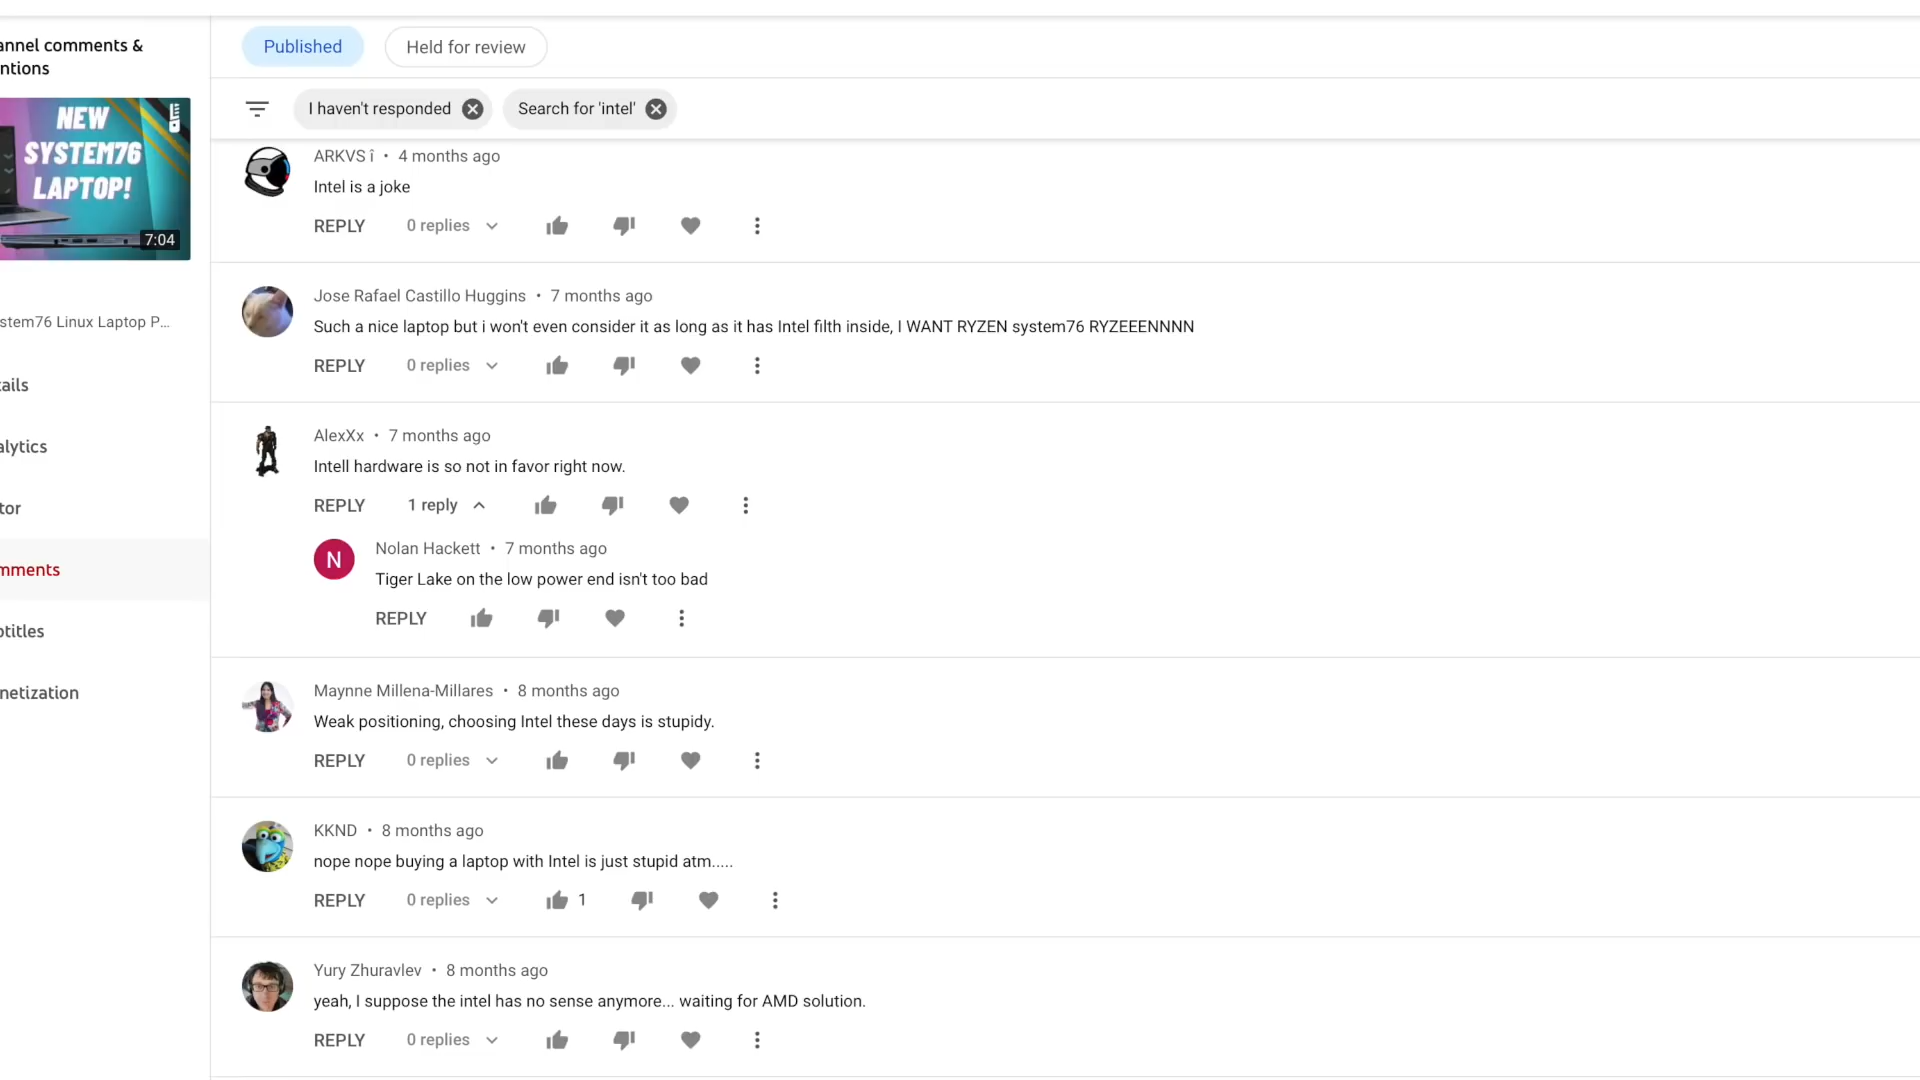 annel comments &
ntions
NEW
SYSTEM76
LAPTOP!
7:04
stem76 Linux Laptop P...
ails
alytics
tor
mments
otitles
netization
Published
Held for review
I haven't responded
Search for 'intel'
ARKVS î • 4 months ago
Intel is a joke
REPLY 0 replies
Jose Rafael Castillo Huggins • 7 months ago
Such a nice laptop but i won't even consider it as long as it has Intel filth inside, I WANT RYZEN system76 RYZEEENNNN
REPLY 0 replies
AlexXx • 7 months ago
Intell hardware is so not in favor right now.
REPLY 1 reply
N
Nolan Hackett • 7 months ago
Tiger Lake on the low power end isn't too bad
REPLY
Maynne Millena-Millares • 8 months ago
Weak positioning, choosing Intel these days is stupidy.
REPLY 0 replies
KKND • 8 months ago
nope nope buying a laptop with Intel is just stupid atm.....
REPLY 0 replies 1
Yury Zhuravlev • 8 months ago
yeah, I suppose the intel has no sense anymore... waiting for AMD solution.
REPLY 0 replies